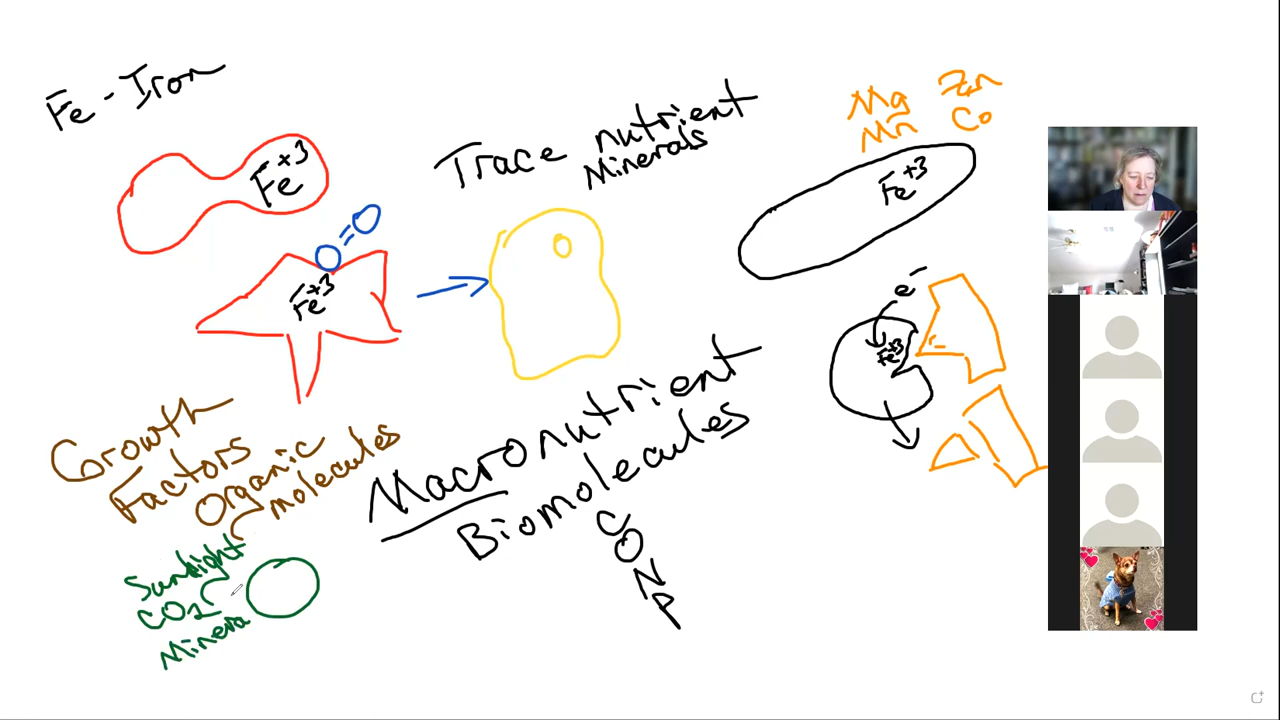 Fe - Iron
Fe+3
Fe+3
O=O
Trace nutrient
Minerals
Mg Zn
Mn Co
Fe+3
e-
Fe+3
Growth
Factors
Organic
molecules
Macronutrient
Biomolecules
C
O
N
P
Sunlight
CO2
Minera